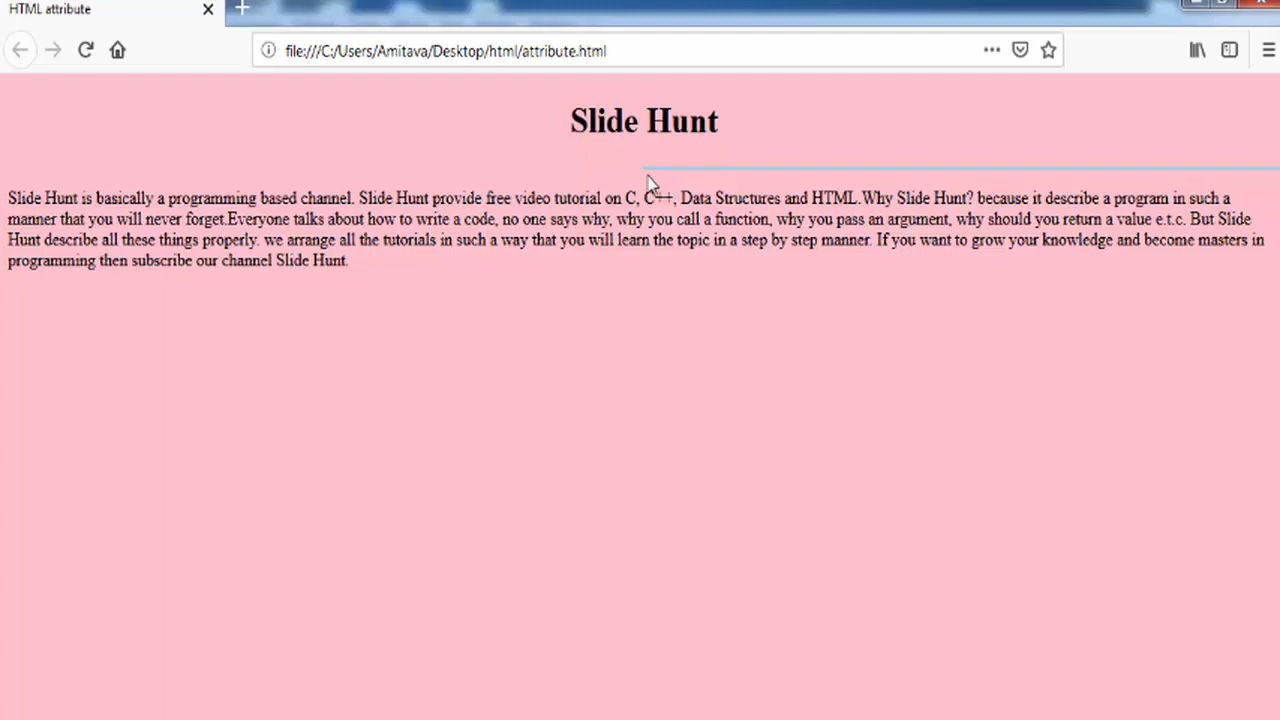 HTML attribute
file:///C:/Users/Amitava/Desktop/html/attribute.html
Slide Hunt
Slide Hunt is basically a programming based channel. Slide Hunt provide free video tutorial on C, C++, Data Structures and HTML.Why Slide Hunt? because it describe a program in such a
manner that you will never forget.Everyone talks about how to write a code, no one says why, why you call a function, why you pass an argument, why should you return a value e.t.c. But Slide
Hunt describe all these things properly. we arrange all the tutorials in such a way that you will learn the topic in a step by step manner. If you want to grow your knowledge and become masters in
programming then subscribe our channel Slide Hunt.